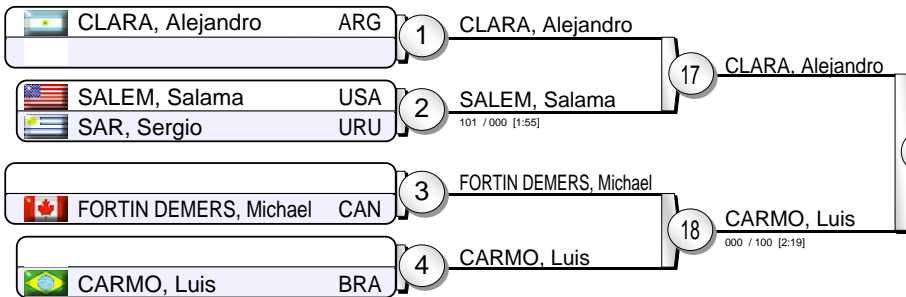 CLARA, Alejandro ARG
1
CLARA, Alejandro
SALEM, Salama USA
SAR, Sergio URU
2
SALEM, Salama
101 / 000 [1:55]
17
CLARA, Alejandro
FORTIN DEMERS, Michael CAN
3
FORTIN DEMERS, Michael
CARMO, Luis BRA
4
CARMO, Luis
18
CARMO, Luis
000 / 100 [2:19]